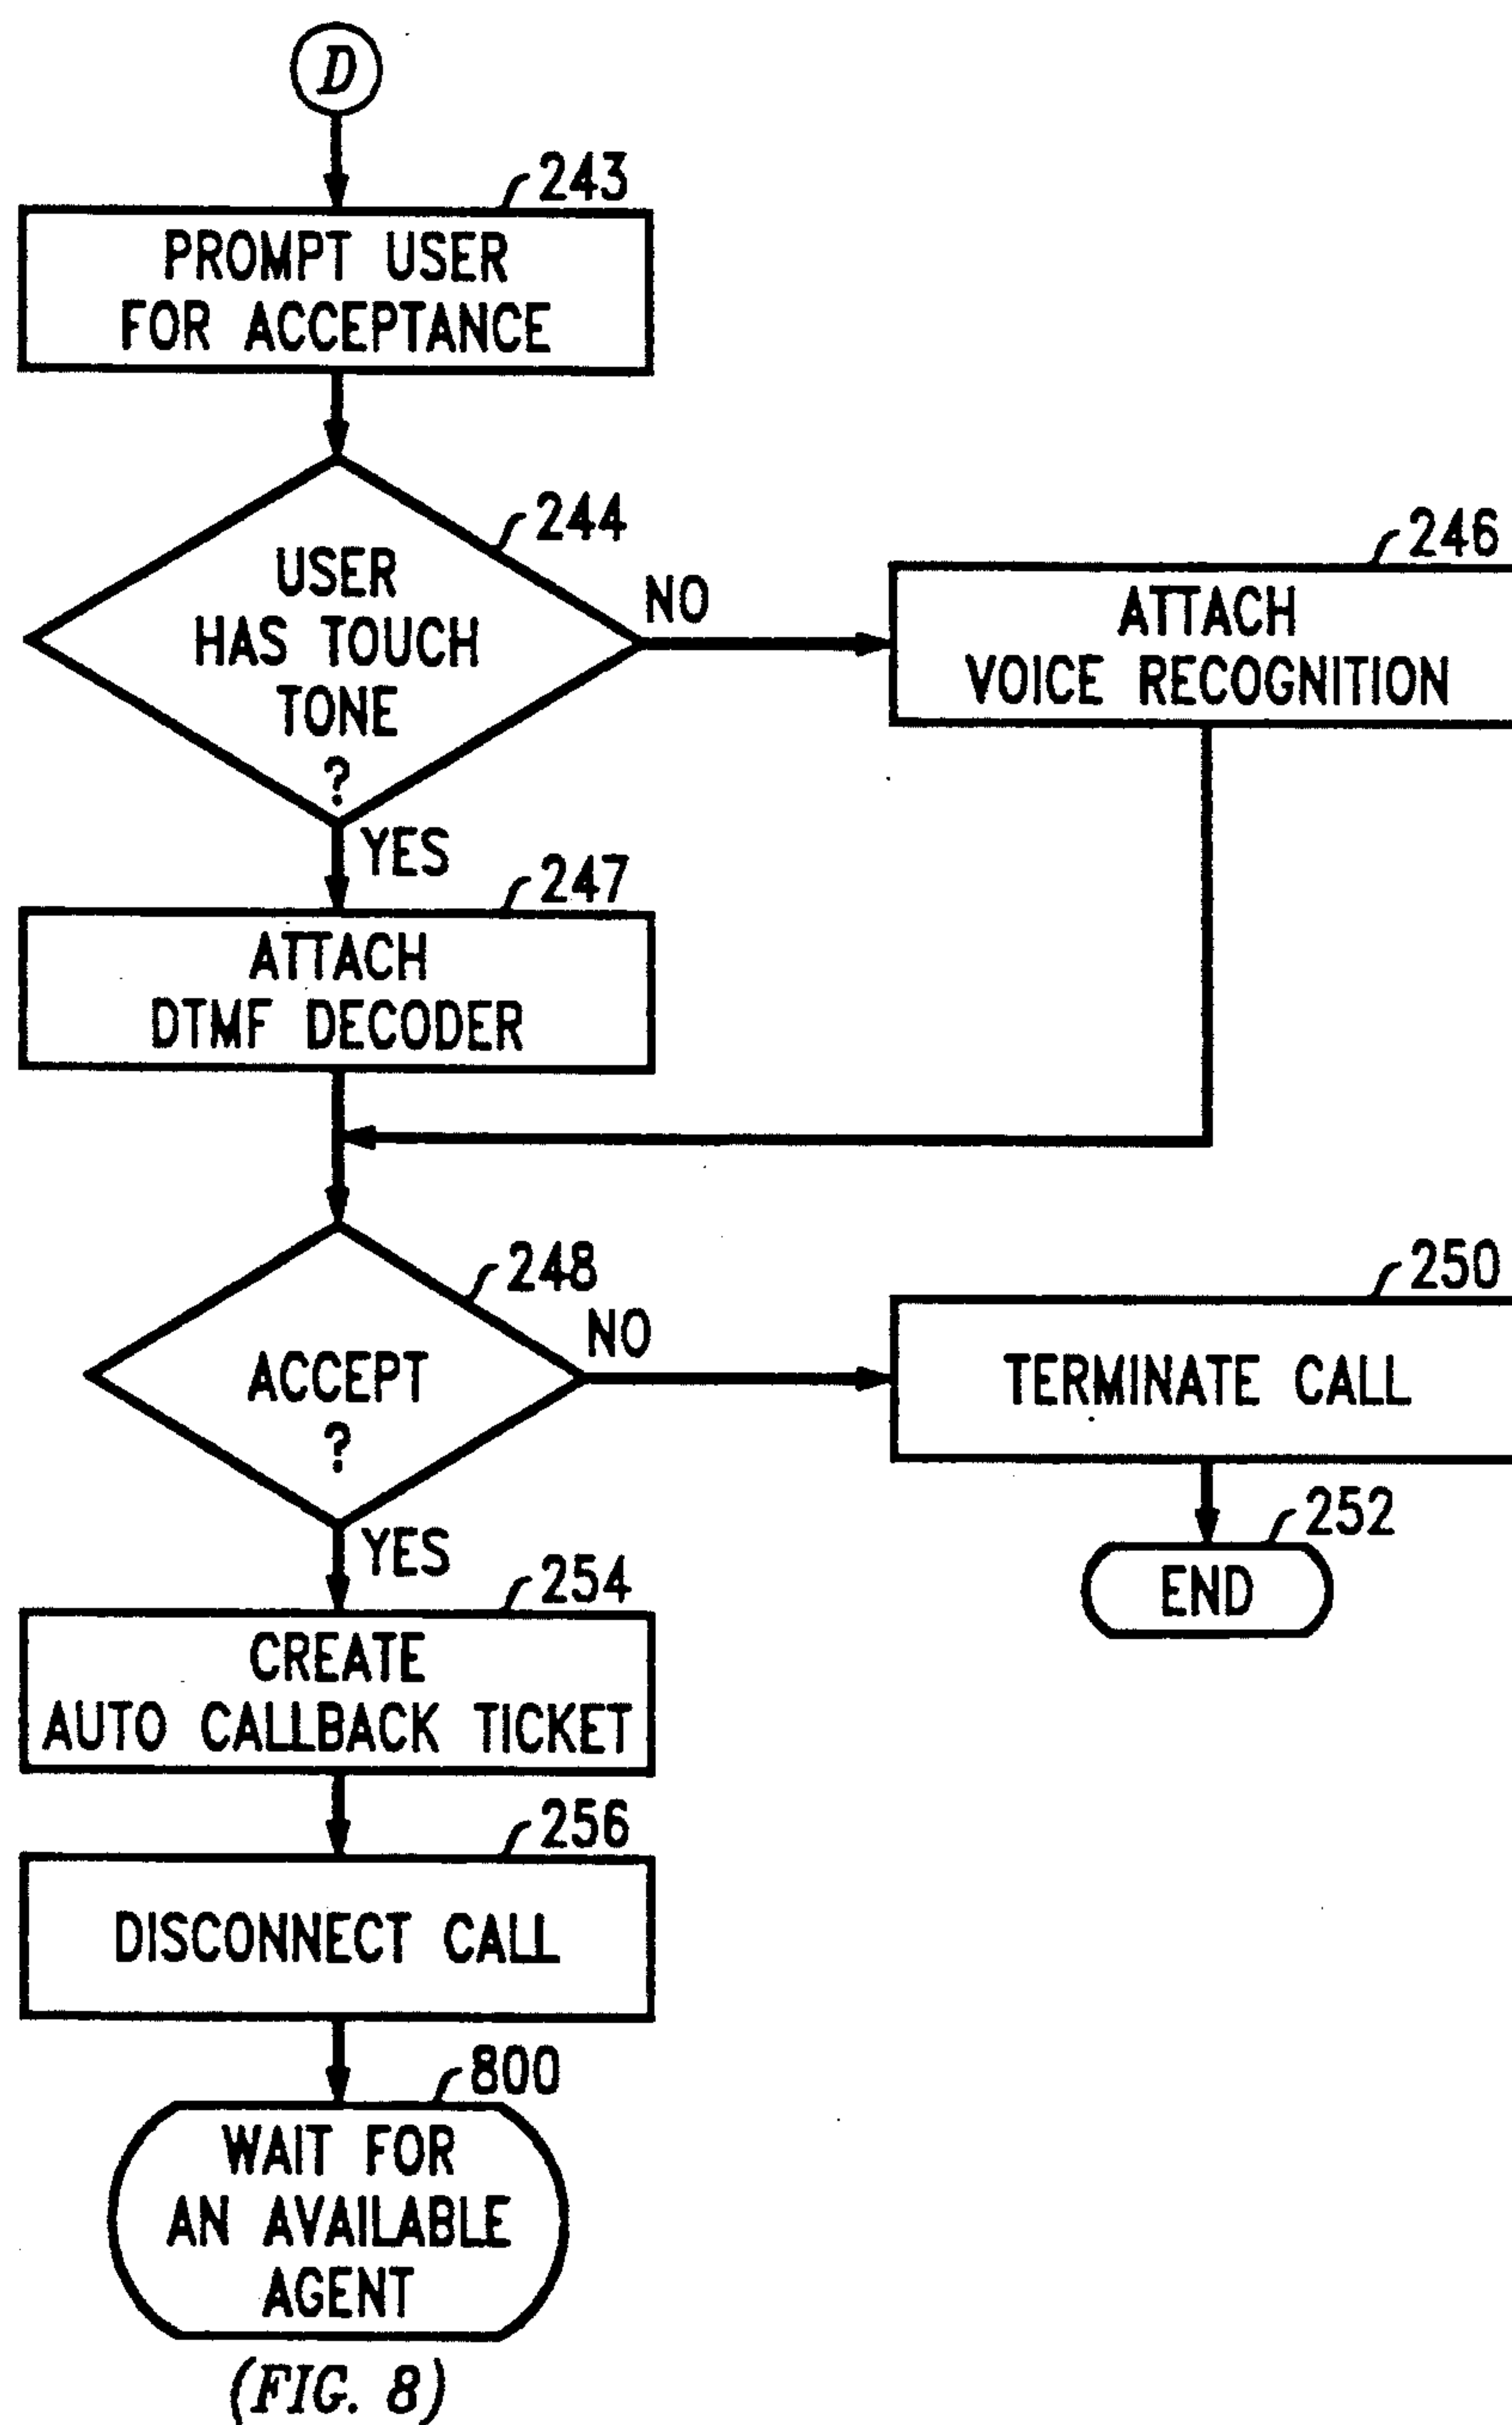 D
243
PROMPT USER
FOR ACCEPTANCE
244
USER
HAS TOUCH
TONE
?
NO
246
ATTACH
VOICE RECOGNITION
YES
247
ATTACH
DTMF DECODER
248
ACCEPT
?
NO
250
TERMINATE CALL
252
END
YES
254
CREATE
AUTO CALLBACK TICKET
256
DISCONNECT CALL
800
WAIT FOR
AN AVAILABLE
AGENT
(FIG. 8)